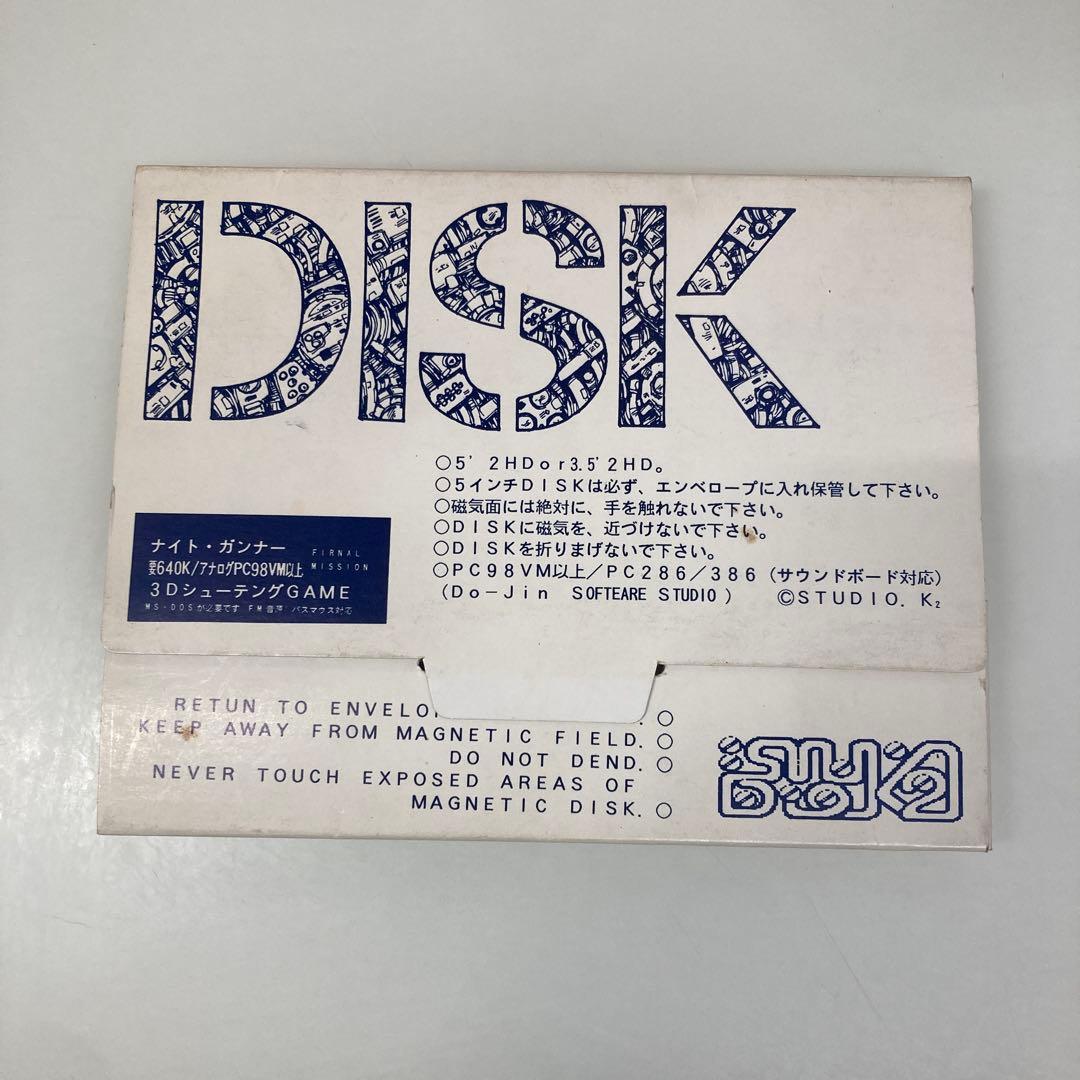 DISK
○5'2HDor3.5'2HD。
○5インチDISKは必ず、エンベロープに入れ保管して下さい。
○磁気面には絶対に、手を触れないで下さい。
○DISKに磁気を、近づけないで下さい。
○DISKを折りまげないで下さい。
○PC98VM以上/PC286/386(サウンドボード対応)
(Do-Jin SOFTEARE STUDIO) ©STUDIO.K2
ナイト・ガンナー FIRNAL
要640K/アナログPC98VM以上 MISSION
3DシューテングGAME
MS-DOSが必要です FM音源 バスマウス対応
RETUN TO ENVELO
KEEP AWAY FROM MAGNETIC FIELD.○
DO NOT DEND.○
NEVER TOUCH EXPOSED AREAS OF
MAGNETIC DISK.○